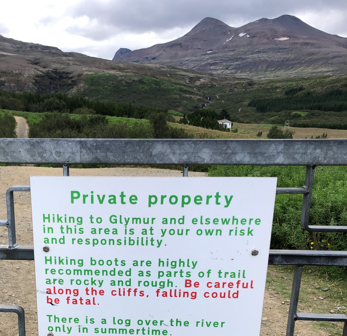 Private property
Hiking to Glymur and elsewhere
in this area is at your own risk
and responsibility.
Hiking boots are highly
recommended as parts of trail
are rocky and rough. Be careful
along the cliffs, falling could
be fatal.
There is a log over the river
only in summertime.